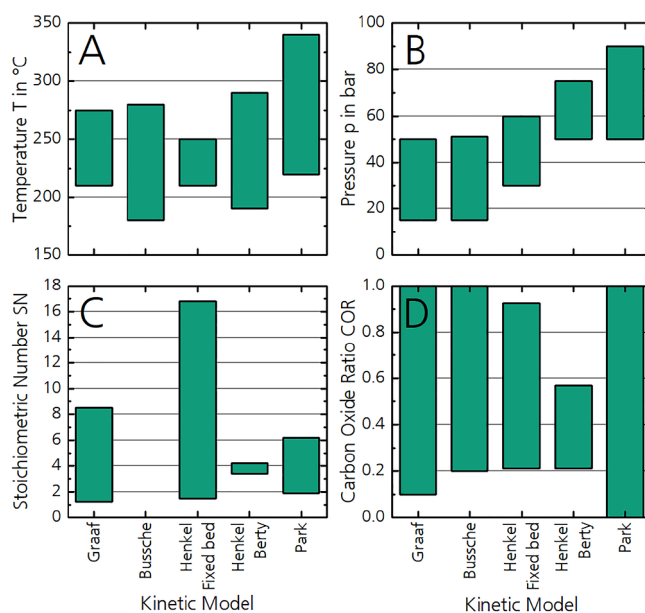 A
Temperature T in °C
350
300
250
200
150
B
Pressure p in bar
100
80
60
40
20
0
C
Stoichiometric Number SN
18
16
14
12
10
8
6
4
2
0
Graaf
Bussche
Henkel
Fixed bed
Henkel
Berty
Park
Kinetic Model
D
Carbon Oxide Ratio COR
1.0
0.8
0.6
0.4
0.2
0.0
Graaf
Bussche
Henkel
Fixed bed
Henkel
Berty
Park
Kinetic Model